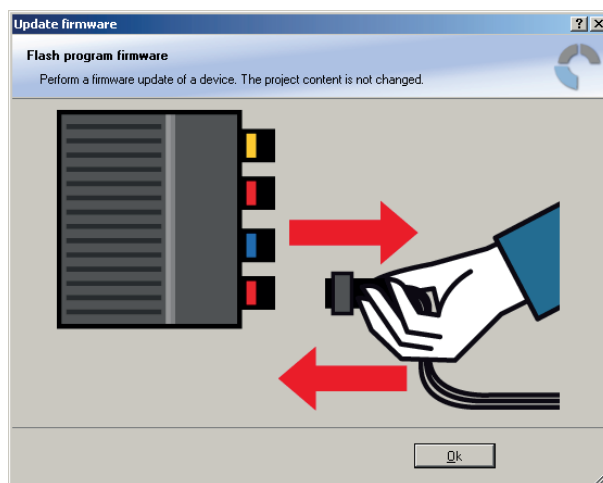 Update firmware
Flash program firmware
Perform a firmware update of a device. The project content is not changed.
Ok